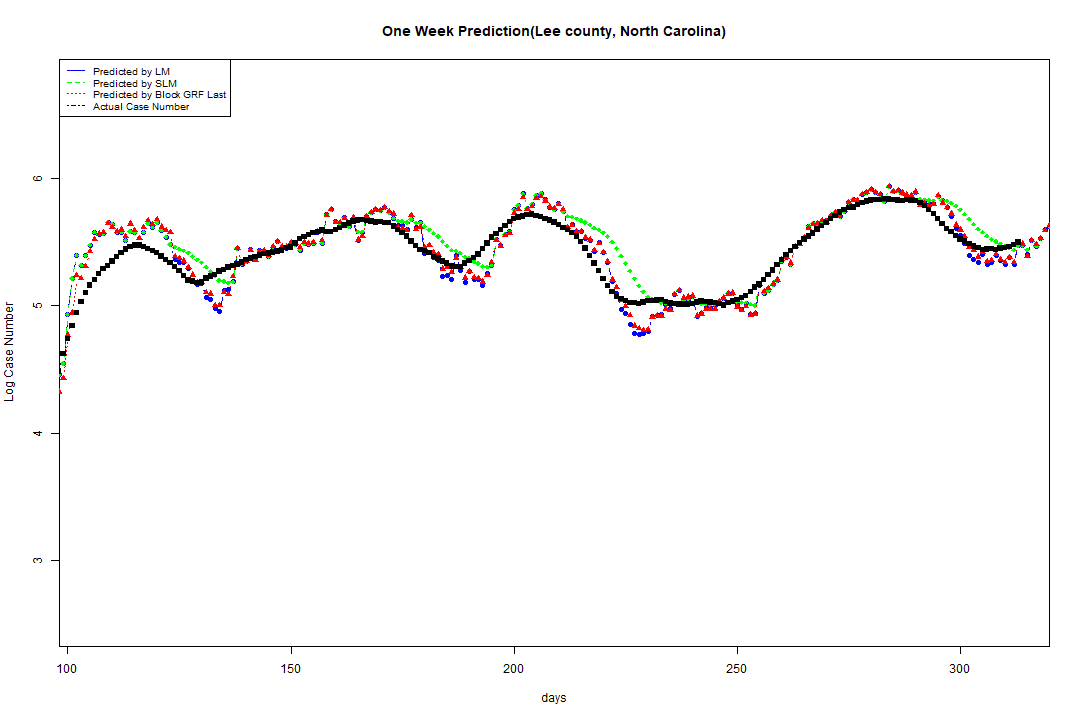 One Week Prediction(Lee county, North Carolina)
Predicted by LM
Predicted by SLM
Predicted by Block GRF Last
Actual Case Number
6
5
4
3
Log Case Number
100 150 200 250 300
days